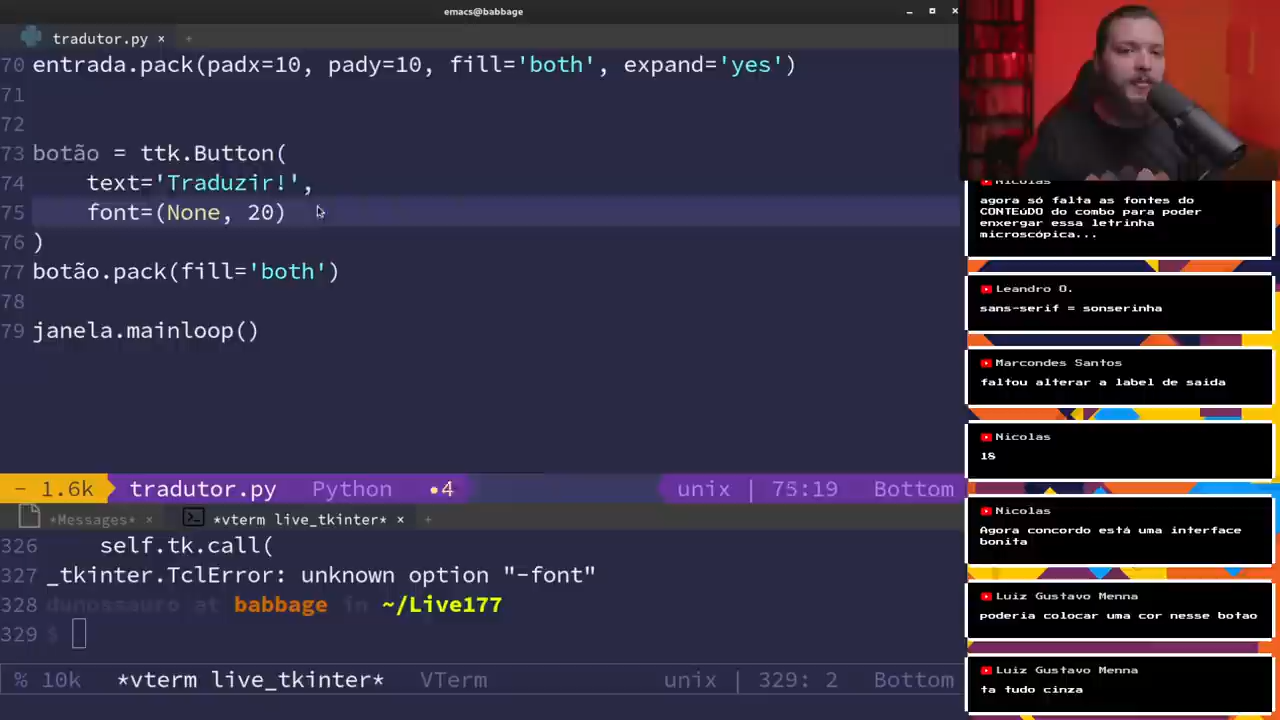 emacs@babbage
tradutor.py ×
70 entrada.pack(padx=10, pady=10, fill='both', expand='yes')
71
72
73 botão = ttk.Button(
74 text='Traduzir!',
75 font=(None, 20)
76 )
77 botão.pack(fill='both')
78
79 janela.mainloop()
- 1.6k tradutor.py Python •4 unix | 75:19 Bottom
*Messages* × *vterm live_tkinter* × +
326 self.tk.call(
327 _tkinter.TclError: unknown option "-font"
328 dunossauro at babbage in ~/Live177
329 $
% 10k *vterm live_tkinter* VTerm unix | 329: 2 Bottom
Nicolas
agora só falta as fontes do
CONTEúDO do combo para poder
enxergar essa letrinha
microscópica...
Leandro O.
sans-serif = sonserinha
Marcondes Santos
faltou alterar a label de saida
Nicolas
18
Nicolas
Agora concordo está uma interface
bonita
Luiz Gustavo Menna
poderia colocar uma cor nesse botao
Luiz Gustavo Menna
ta tudo cinza